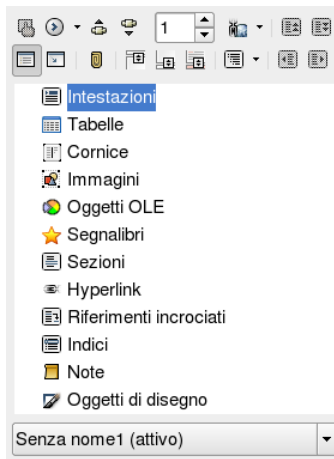 1
Intestazioni
Tabelle
Cornice
Immagini
Oggetti OLE
Segnalibri
Sezioni
Hyperlink
Riferimenti incrociati
Indici
Note
Oggetti di disegno
Senza nome1 (attivo)